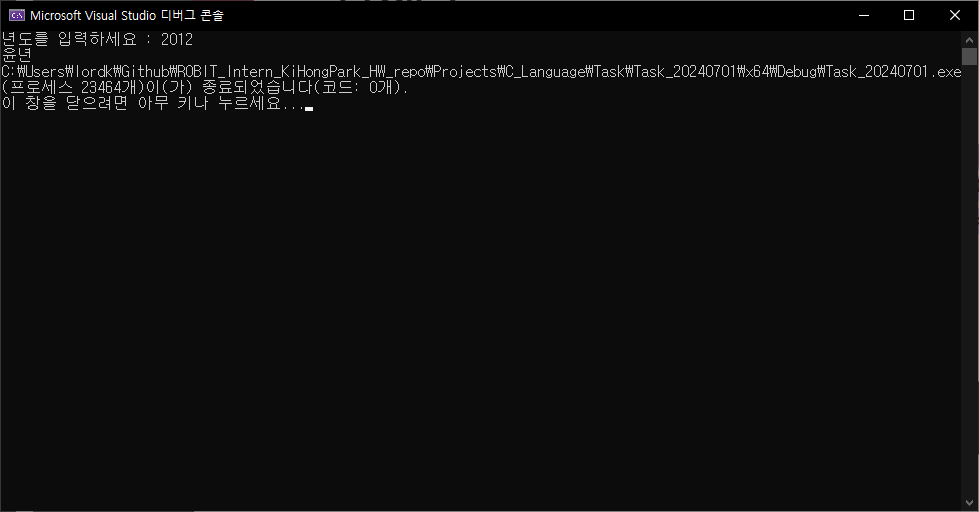 Microsoft Visual Studio 디버그 콘솔
년도를 입력하세요 : 2012
윤년
C:₩Users₩lordk₩Github₩ROBIT_Intern_KiHongPark_HW_repo₩Projects₩C_Language₩Task₩Task_20240701₩x64₩Debug₩Task_20240701.exe
(프로세스 23464개)이(가) 종료되었습니다(코드: 0개).
이 창을 닫으려면 아무 키나 누르세요...